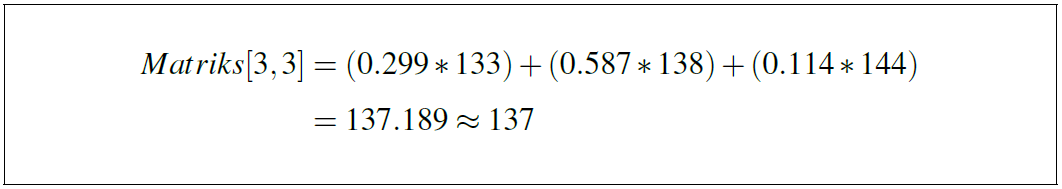 Matriks[3,3] = (0.299 * 133) + (0.587 * 138) + (0.114 * 144)
= 137.189 ≈ 137